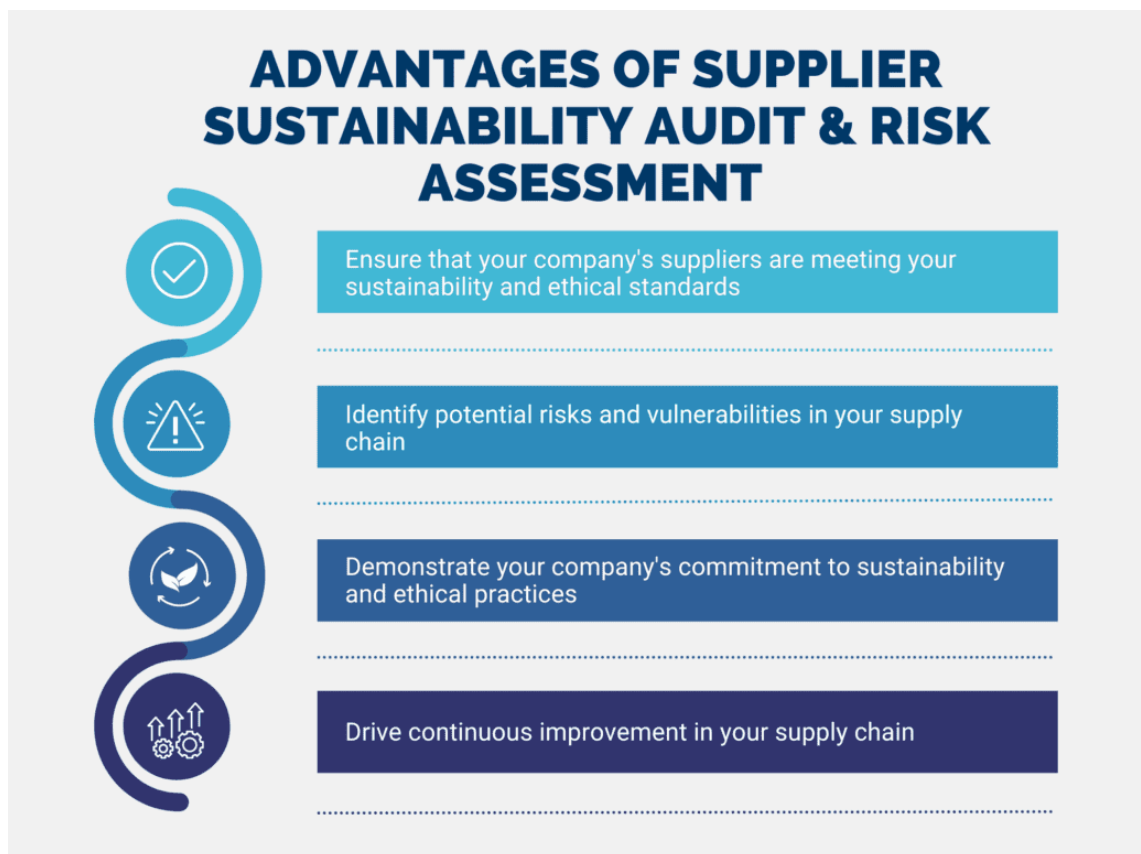 ADVANTAGES OF SUPPLIER
SUSTAINABILITY AUDIT & RISK
ASSESSMENT
Ensure that your company's suppliers are meeting your
sustainability and ethical standards
Identify potential risks and vulnerabilities in your supply
chain
Demonstrate your company's commitment to sustainability
and ethical practices
Drive continuous improvement in your supply chain